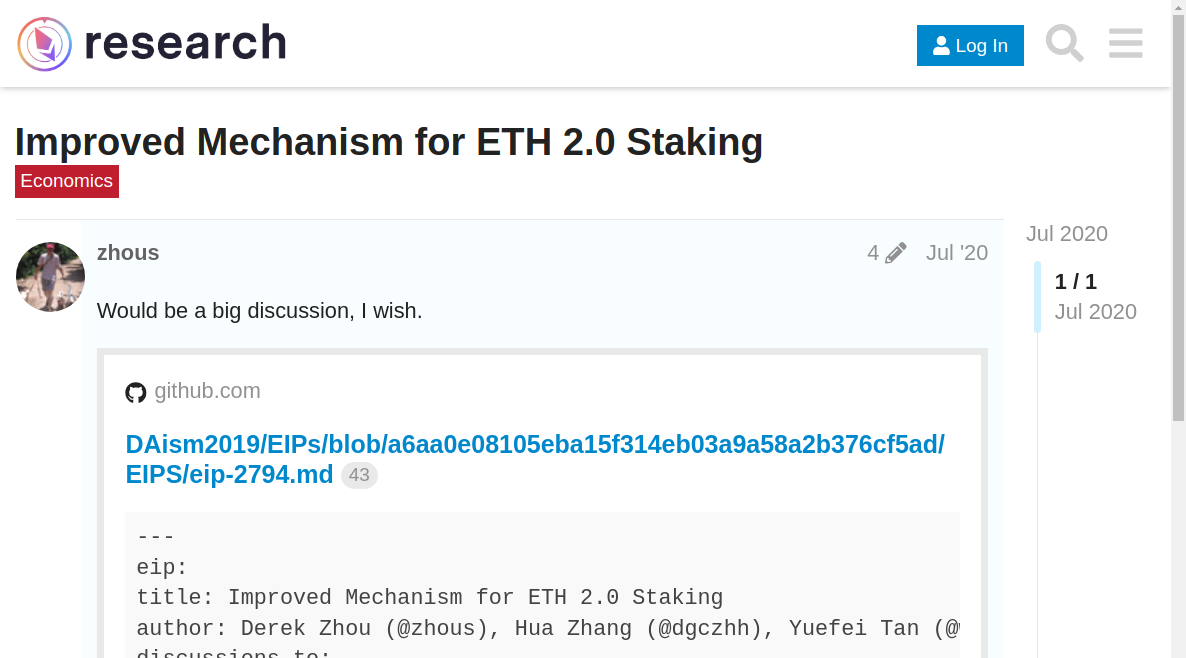 research
Log In
Improved Mechanism for ETH 2.0 Staking
Economics
zhous
4
Jul '20
Jul 2020
1 / 1
Jul 2020
Would be a big discussion, I wish.
github.com
DAism2019/EIPs/blob/a6aa0e08105eba15f314eb03a9a58a2b376cf5ad/
EIPS/eip-2794.md 43
---
eip:
title: Improved Mechanism for ETH 2.0 Staking
author: Derek Zhou (@zhous), Hua Zhang (@dgczhh), Yuefei Tan (@
discussions-to: